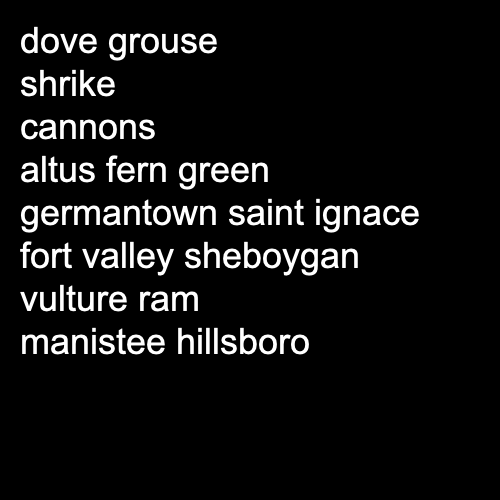 dove grouse
shrike
cannons
altus fern green
germantown saint ignace
fort valley sheboygan
vulture ram
manistee hillsboro